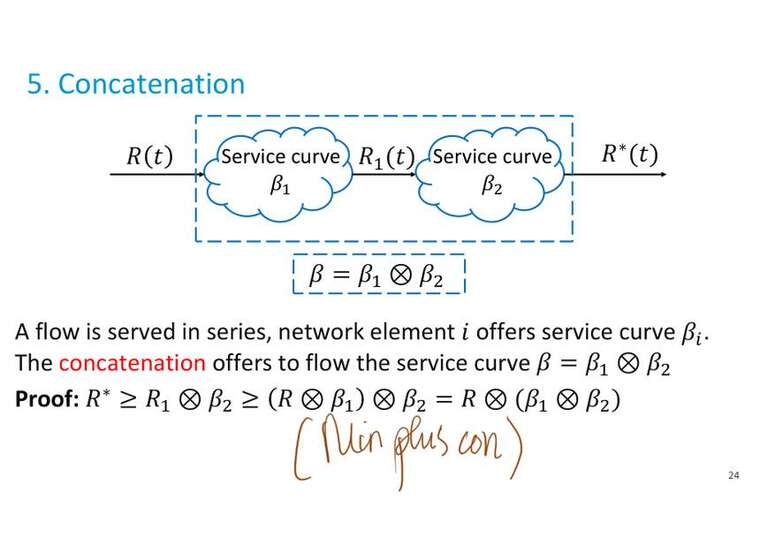 5. Concatenation
R(t) Service curve R₁(t) Service curve R*(t)
β₁ β₂
β = β₁ ⊗ β₂
A flow is served in series, network element i offers service curve βᵢ.
The concatenation offers to flow the service curve β = β₁ ⊗ β₂
Proof: R* ≥ R₁ ⊗ β₂ ≥ (R ⊗ β₁) ⊗ β₂ = R ⊗ (β₁ ⊗ β₂)
(Min plus con)
24